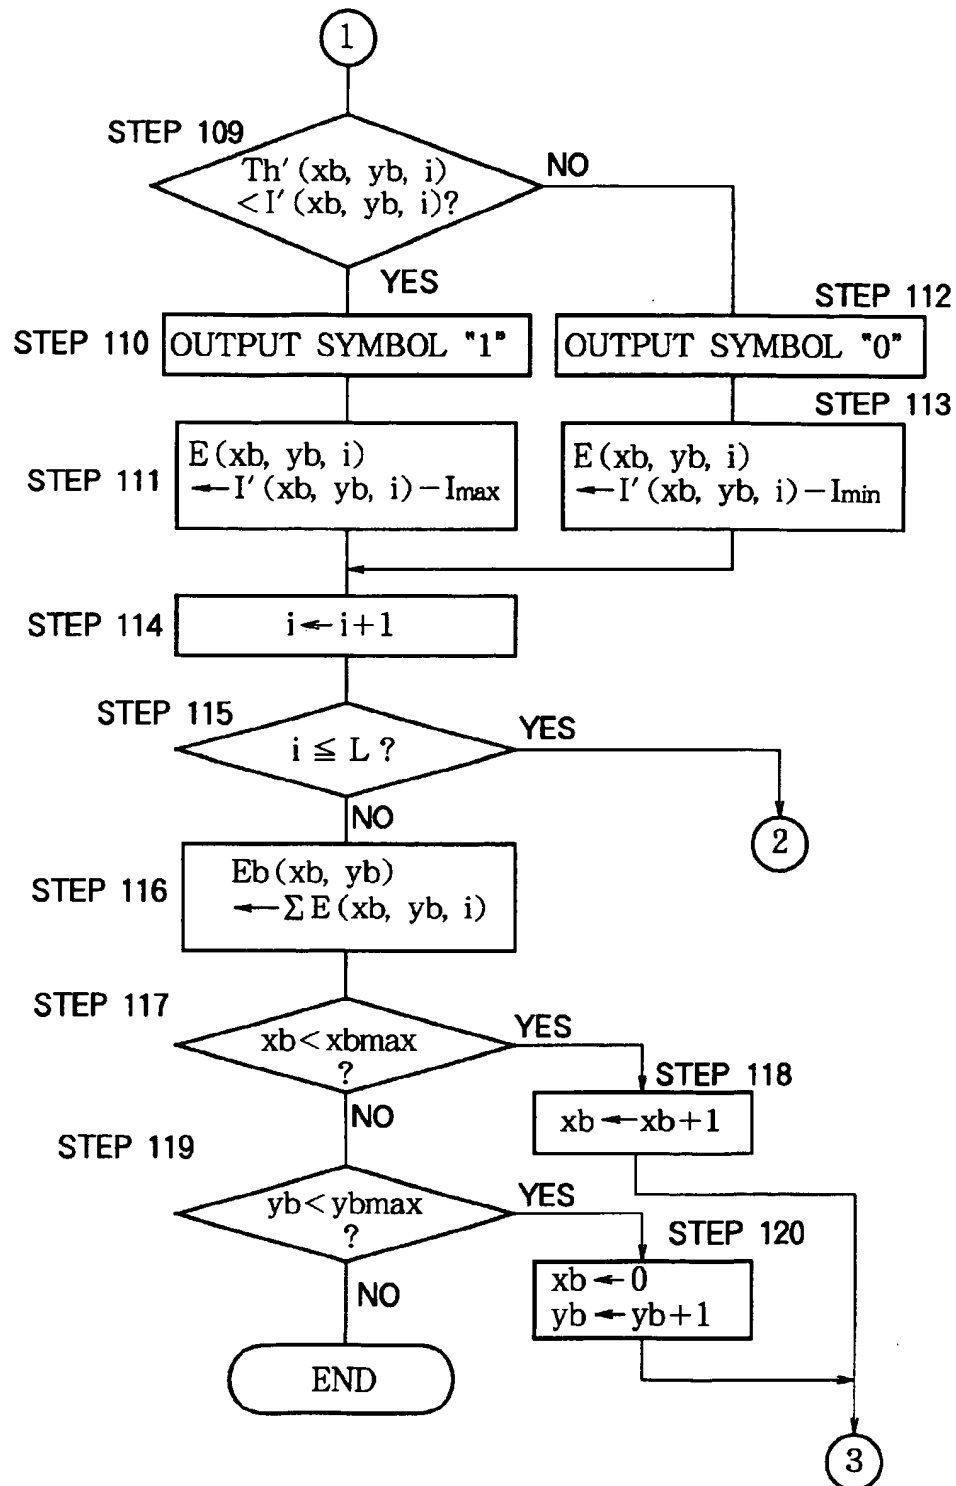 1
STEP 109
Th′(xb, yb, i)
<I′(xb, yb, i)?
NO
YES
STEP 112
STEP 110
OUTPUT SYMBOL "1"
OUTPUT SYMBOL "0"
STEP 113
STEP 111
E(xb, yb, i)
←I′(xb, yb, i)−Imax
E(xb, yb, i)
←I′(xb, yb, i)−Imin
STEP 114
i←i+1
STEP 115
i ≦ L ?
YES
NO
2
STEP 116
Eb(xb, yb)
←ΣE(xb, yb, i)
STEP 117
xb<xbmax
?
YES
NO
STEP 118
xb←xb+1
STEP 119
yb<ybmax
?
YES
NO
STEP 120
xb←0
yb←yb+1
END
3